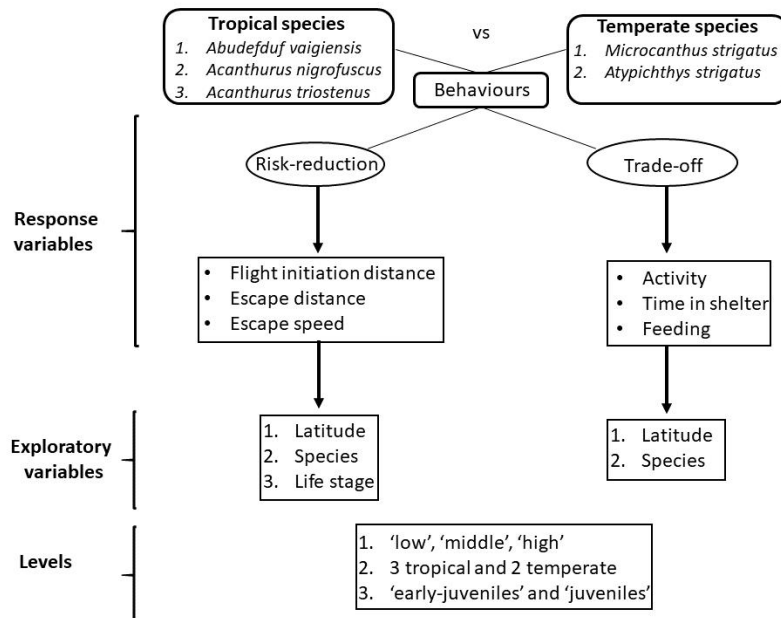 Tropical species
1. Abudefduf vaigiensis
2. Acanthurus nigrofuscus
3. Acanthurus triostenus
vs
Temperate species
1. Microcanthus strigatus
2. Atypichthys strigatus
Behaviours
Risk-reduction
Trade-off
Response
variables
• Flight initiation distance
• Escape distance
• Escape speed
• Activity
• Time in shelter
• Feeding
Exploratory
variables
1. Latitude
2. Species
3. Life stage
1. Latitude
2. Species
Levels
1. ‘low’, ‘middle’, ‘high’
2. 3 tropical and 2 temperate
3. ‘early-juveniles’ and ‘juveniles’